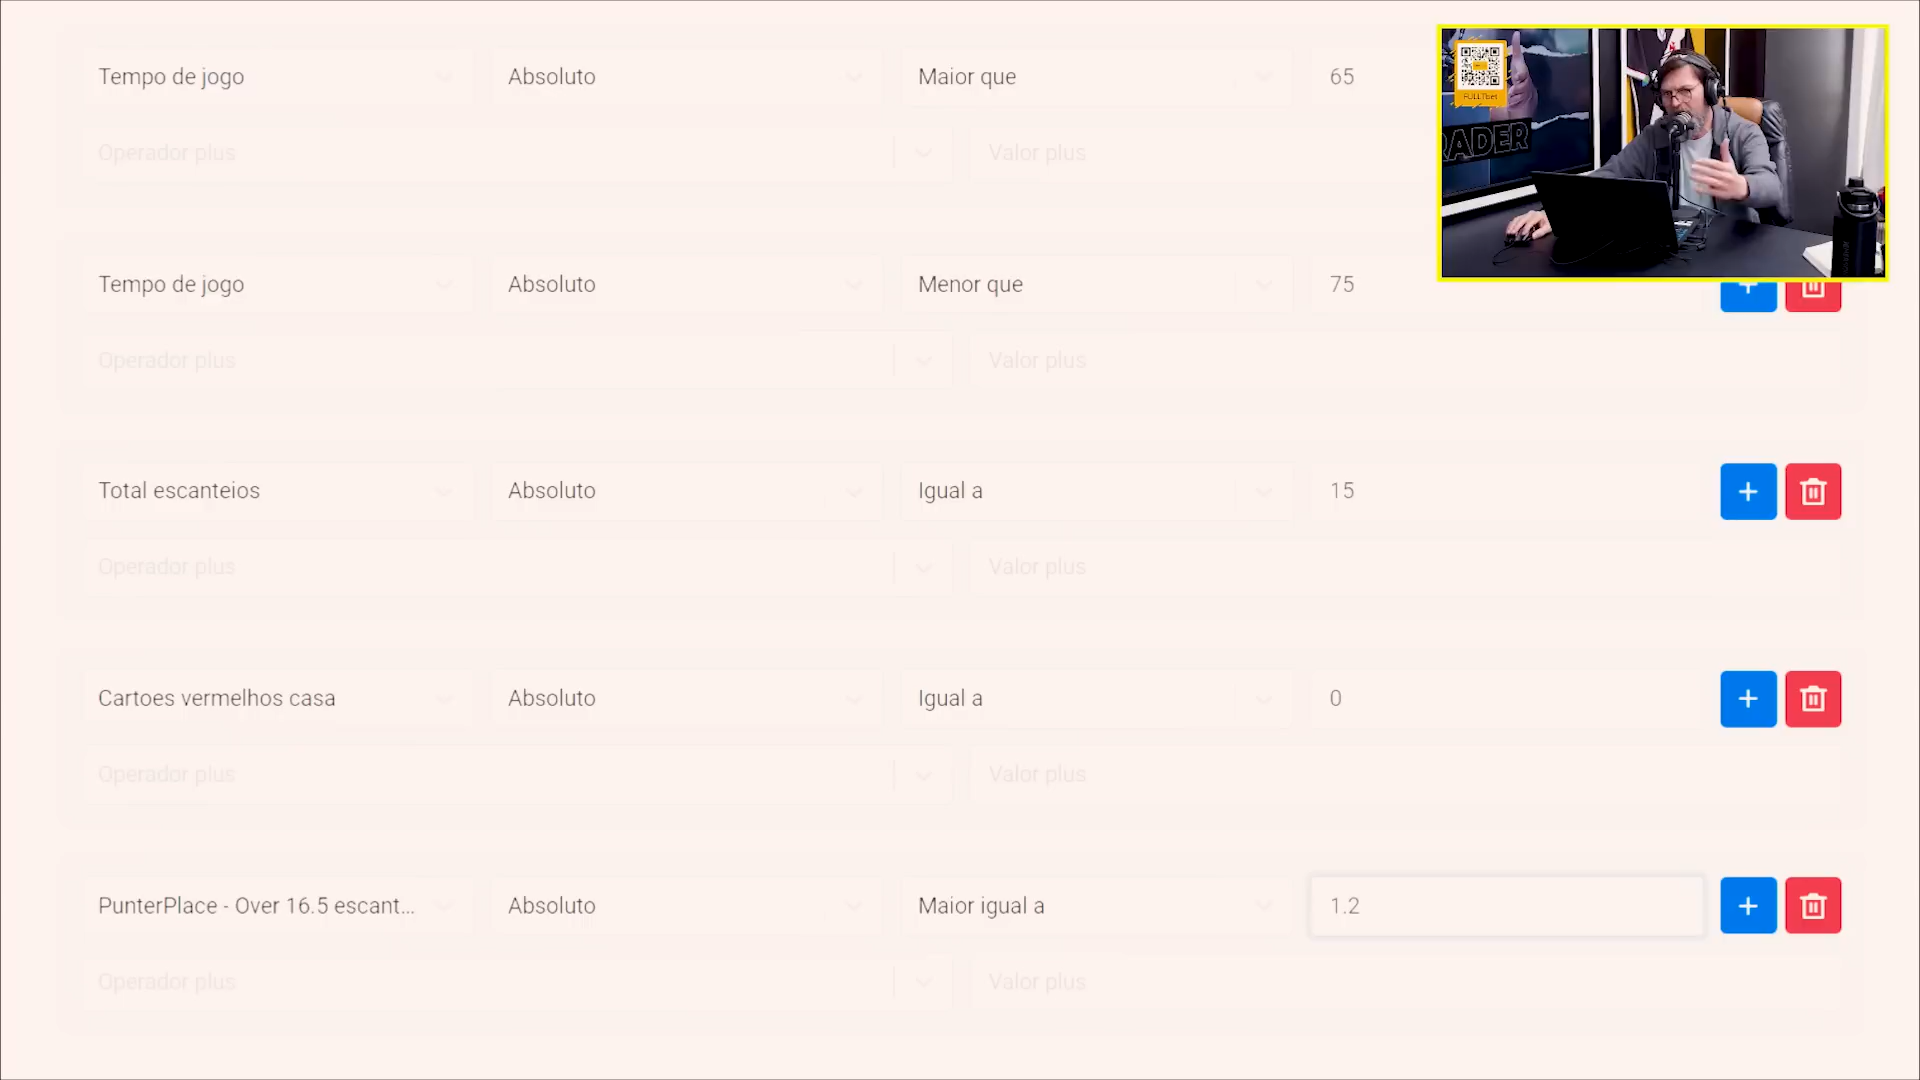 Tempo de jogo Absoluto Maior que 65
Operador plus Valor plus
FULLTbet
RADER
Tempo de jogo Absoluto Menor que 75
Operador plus Valor plus
Total escanteios Absoluto Igual a 15
Operador plus Valor plus
Cartoes vermelhos casa Absoluto Igual a 0
Operador plus Valor plus
PunterPlace - Over 16.5 escant... Absoluto Maior igual a 1.2
Operador plus Valor plus